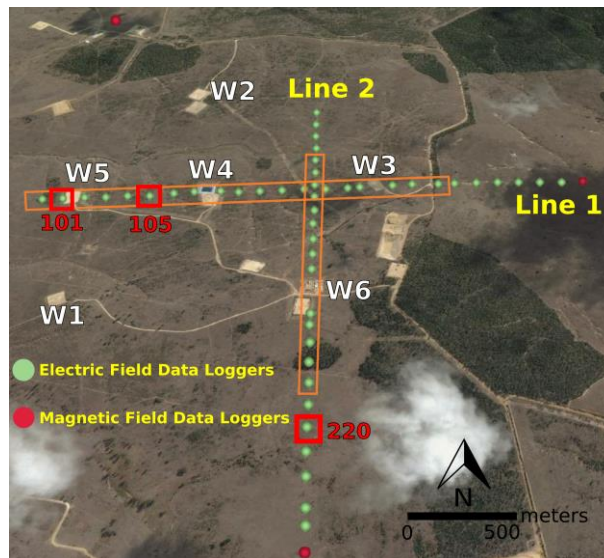 W2
Line 2
W5
W4
W3
101
105
Line 1
W1
W6
Electric Field Data Loggers
Magnetic Field Data Loggers
220
N
meters
0
500